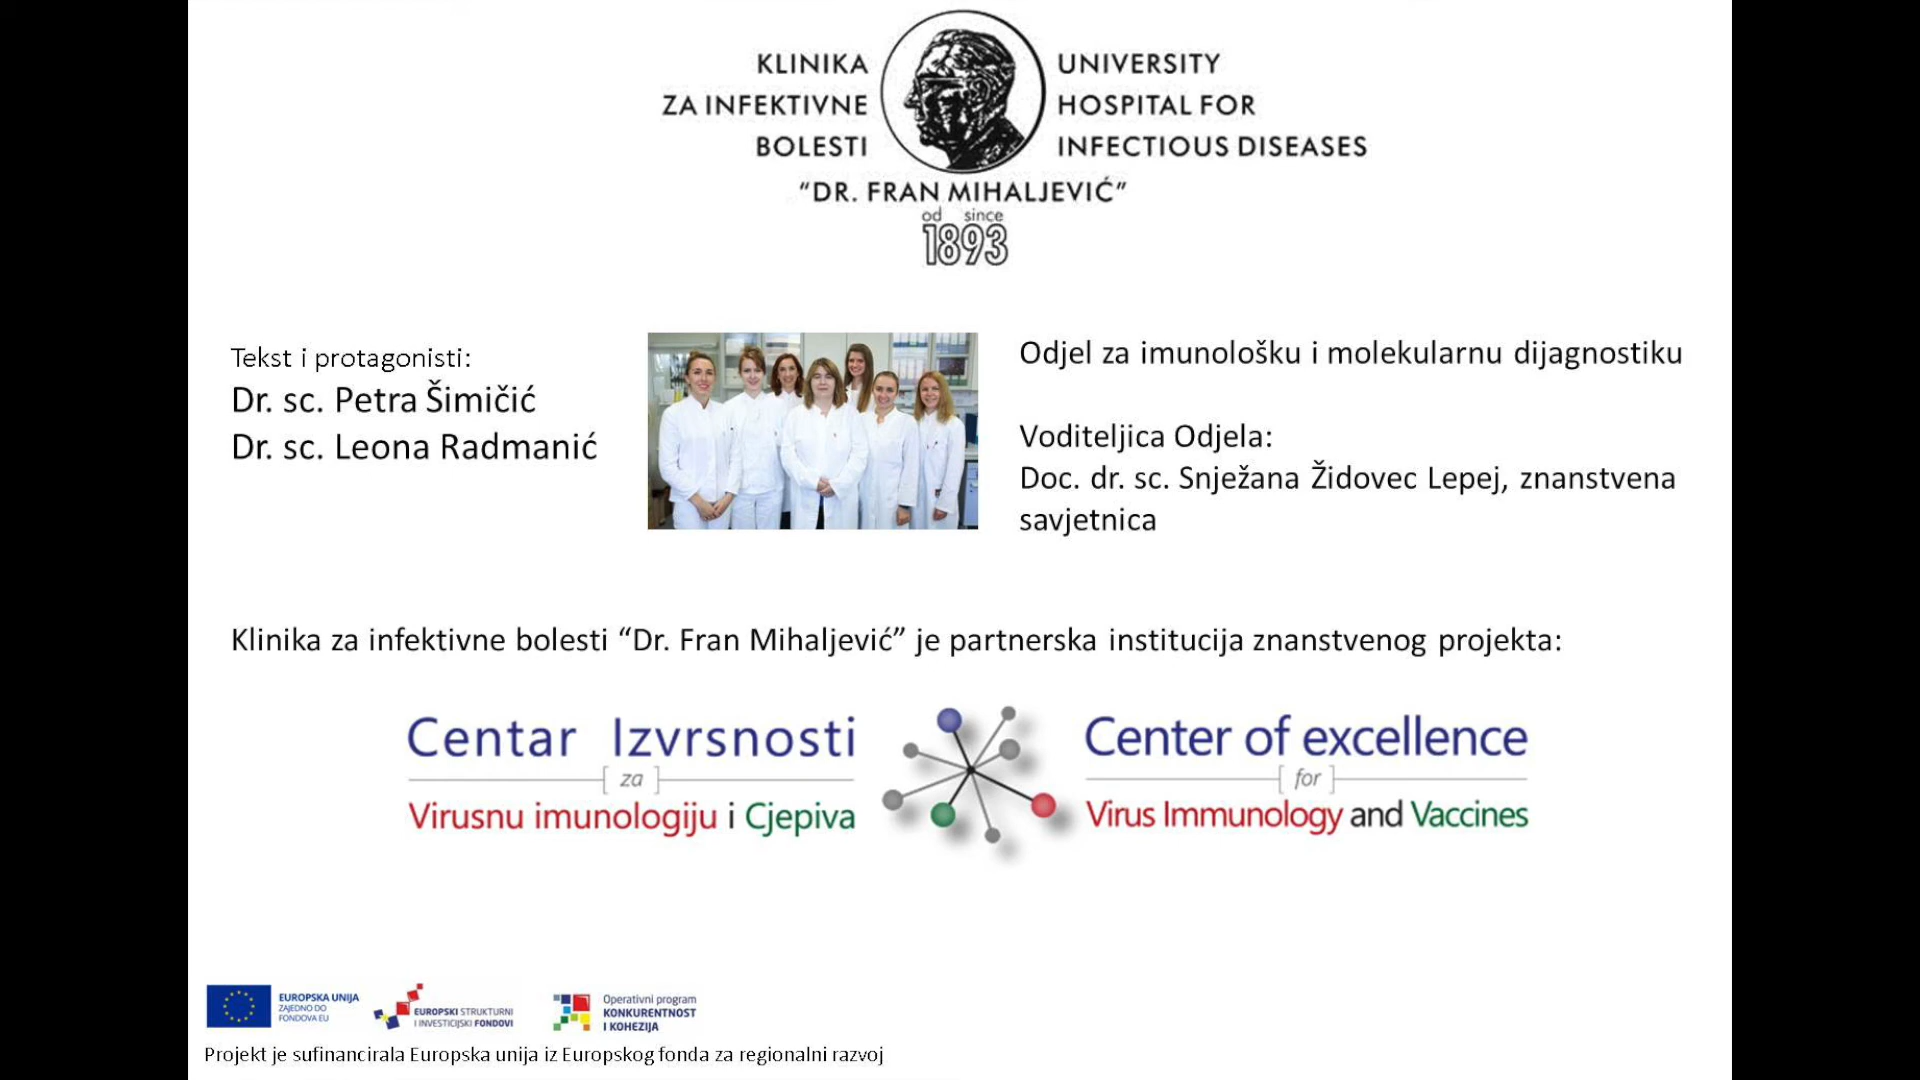 KLINIKA
ZA INFEKTIVNE
BOLESTI
UNIVERSITY
HOSPITAL FOR
INFECTIOUS DISEASES
“DR. FRAN MIHALJEVIĆ”
od since
1893
Tekst i protagonisti:
Dr. sc. Petra Šimičić
Dr. sc. Leona Radmanić
Odjel za imunološku i molekularnu dijagnostiku
Voditeljica Odjela:
Doc. dr. sc. Snježana Židovec Lepej, znanstvena
savjetnica
Klinika za infektivne bolesti “Dr. Fran Mihaljević” je partnerska institucija znanstvenog projekta:
Centar Izvrsnosti
[ za ]
Virusnu imunologiju i Cjepiva
Center of excellence
[ for ]
Virus Immunology and Vaccines
EUROPSKA UNIJA
ZAJEDNO DO
FONDOVA EU
EUROPSKI STRUKTURNI
I INVESTICIJSKI FONDOVI
Operativni program
KONKURENTNOST
I KOHEZIJA
Projekt je sufinancirala Europska unija iz Europskog fonda za regionalni razvoj